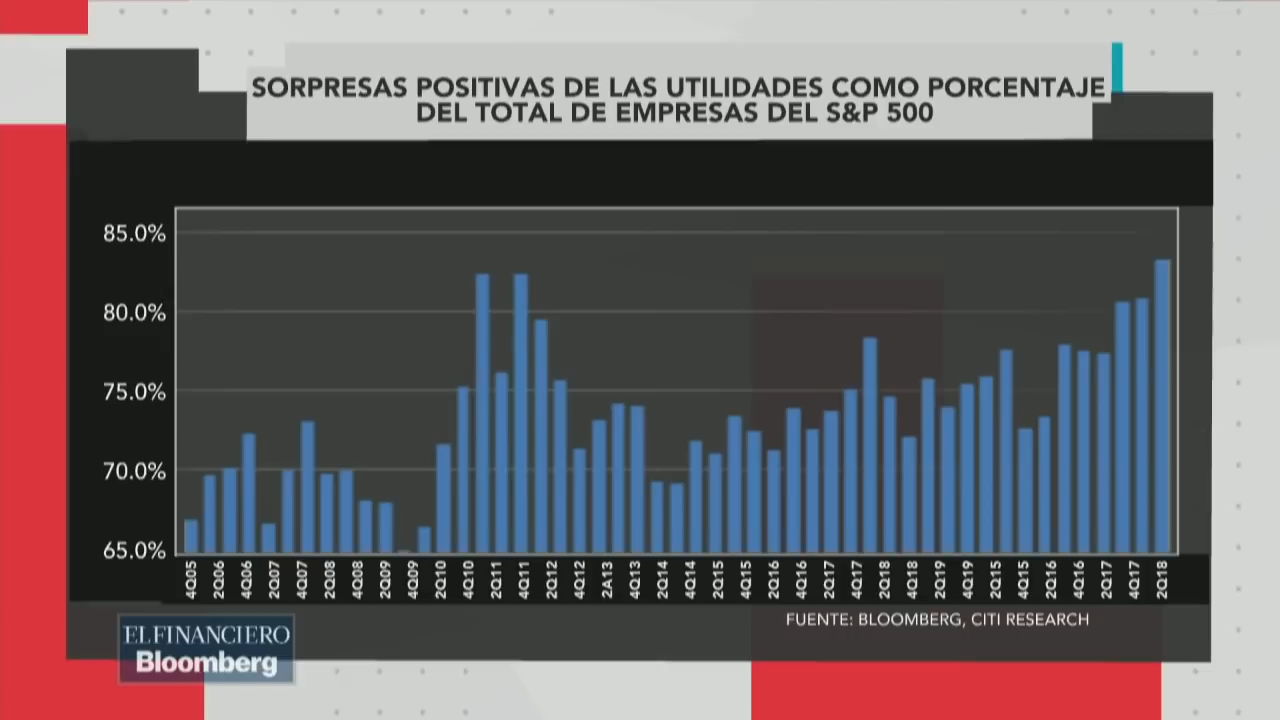 SORPRESAS POSITIVAS DE LAS UTILIDADES COMO PORCENTAJE
DEL TOTAL DE EMPRESAS DEL S&P 500
85.0%
80.0%
75.0%
70.0%
65.0%
4Q05 2Q06 4Q06 2Q07 4Q07 2Q08 4Q08 2Q09 4Q09 2Q10 4Q10 2Q11 4Q11 2Q12 4Q12 2A13 4Q13 2Q14 4Q14 2Q15 4Q15 2Q16 4Q16 2Q17 4Q17 2Q18 4Q18 2Q19 4Q19 2Q15 4Q15 2Q16 4Q16 2Q17 4Q17 2Q18
FUENTE: BLOOMBERG, CITI RESEARCH
EL FINANCIERO
Bloomberg